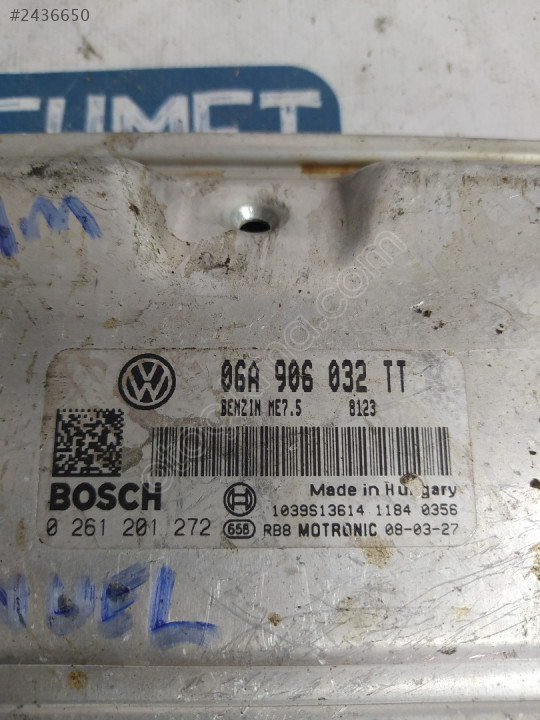 #2436650
06A 906 032 TT
BENZIN ME7.5 8123
BOSCH
Made in Hungary
1039S13614 1184 0356
0 261 201 272 658 RB8 MOTRONIC 08-03-27